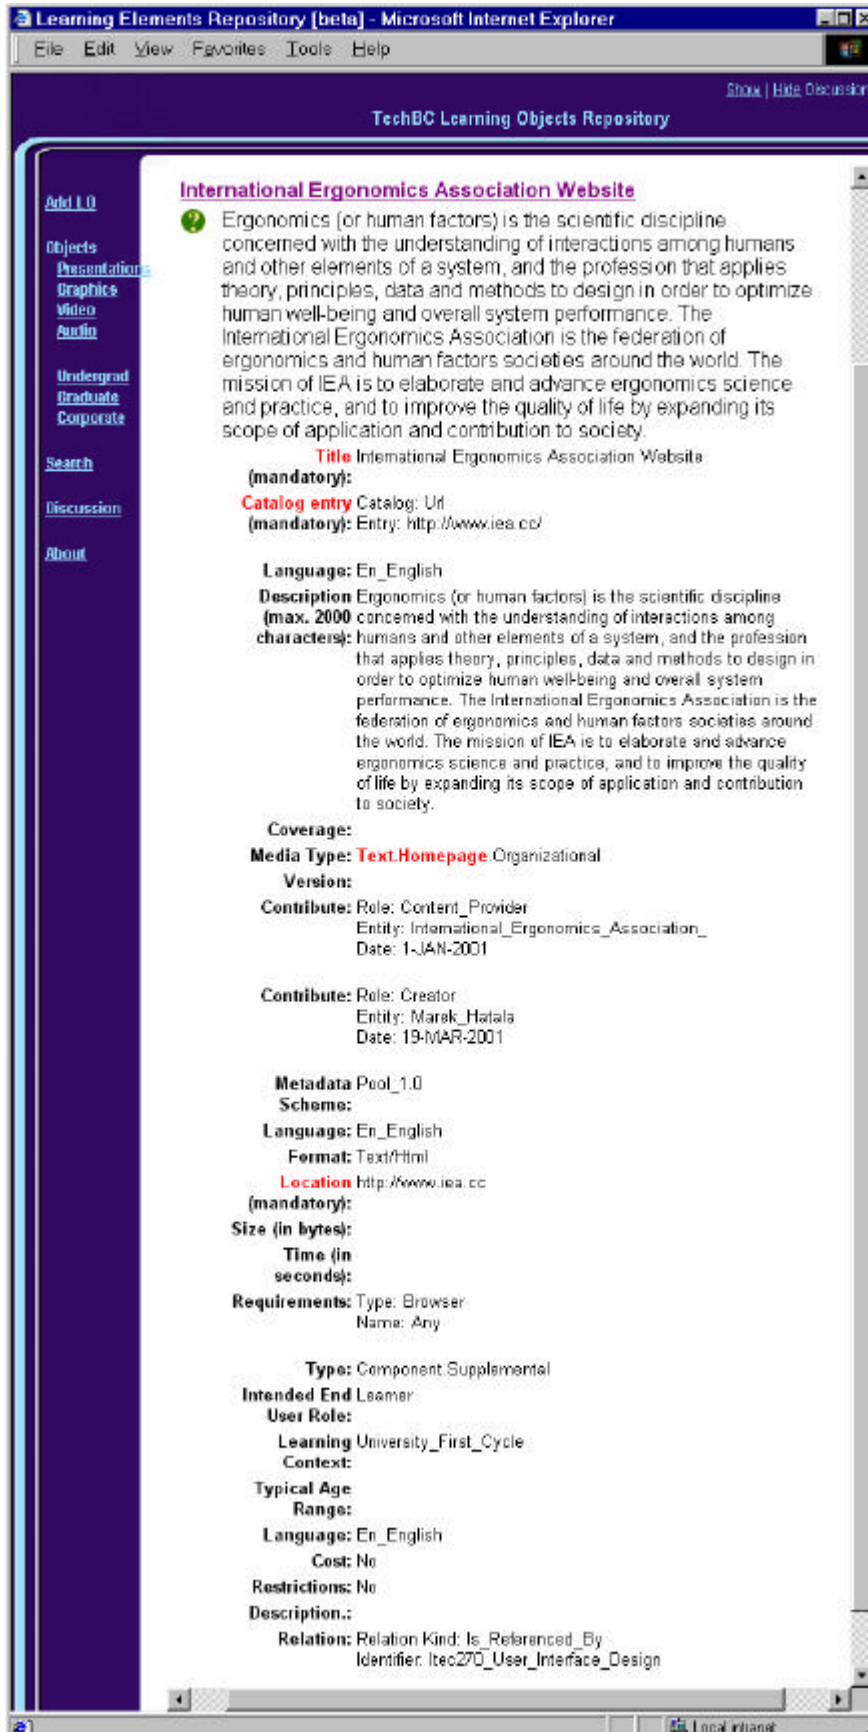 Learning Elements Repository [beta] - Microsoft Internet Explorer
File Edit View Favorites Tools Help
Show | Hide Discussion
TechBC Learning Objects Repository
Add LO
Objects
Presentations
Graphics
Video
Audio
Undergrad
Graduate
Corporate
Search
Discussion
About
International Ergonomics Association Website
Ergonomics (or human factors) is the scientific discipline
concerned with the understanding of interactions among humans
and other elements of a system, and the profession that applies
theory, principles, data and methods to design in order to optimize
human well-being and overall system performance. The
International Ergonomics Association is the federation of
ergonomics and human factors societies around the world. The
mission of IEA is to elaborate and advance ergonomics science
and practice, and to improve the quality of life by expanding its
scope of application and contribution to society.
Title International Ergonomics Association Website
(mandatory):
Catalog entry Catalog: Url
(mandatory): Entry: http://www.iea.cc/
Language: En_English
Description Ergonomics (or human factors) is the scientific discipline
(max. 2000 concerned with the understanding of interactions among
characters): humans and other elements of a system, and the profession
that applies theory, principles, data and methods to design in
order to optimize human well-being and overall system
performance. The International Ergonomics Association is the
federation of ergonomics and human factors societies around
the world. The mission of IEA is to elaborate and advance
ergonomics science and practice, and to improve the quality
of life by expanding its scope of application and contribution
to society.
Coverage:
Media Type: Text.Homepage.Organizational
Version:
Contribute: Role: Content_Provider
Entity: International_Ergonomics_Association_
Date: 1-JAN-2001
Contribute: Role: Creator
Entity: Marek_Hatala
Date: 19-MAR-2001
Metadata Pool_1.0
Scheme:
Language: En_English
Format: Text/Html
Location http://www.iea.cc
(mandatory):
Size (in bytes):
Time (in
seconds):
Requirements: Type: Browser
Name: Any
Type: Component.Supplemental
Intended End Learner
User Role:
Learning University_First_Cycle
Context:
Typical Age
Range:
Language: En_English
Cost: No
Restrictions: No
Description.:
Relation: Relation Kind: Is_Referenced_By
Identifier: Itec270_User_Interface_Design
Local intranet